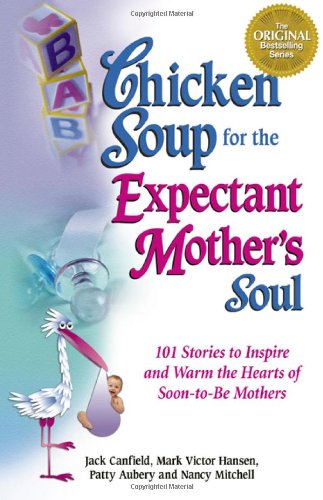 The
ORIGINAL
Bestselling
Series
B
A
B
Chicken
Soup for the
Expectant
Mother's
Soul
101 Stories to Inspire
and Warm the Hearts of
Soon-to-Be Mothers
Jack Canfield, Mark Victor Hansen,
Patty Aubery and Nancy Mitchell